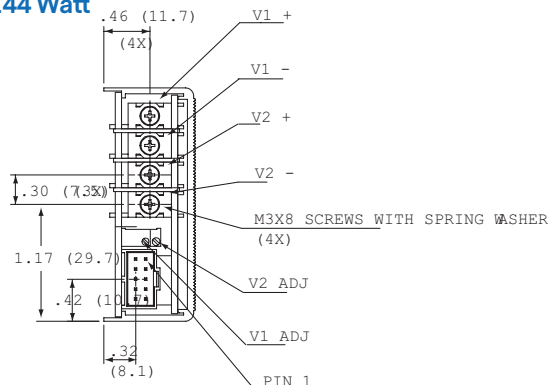 .44 Watt
.46 (11.7)
(4X)
V1 +
V1 -
V2 +
V2 -
.30 (7.5)
(3X)
M3X8 SCREWS WITH SPRING WASHER
(4X)
1.17 (29.7)
V2 ADJ
.42 (10.7)
V1 ADJ
.32
(8.1)
PIN 1